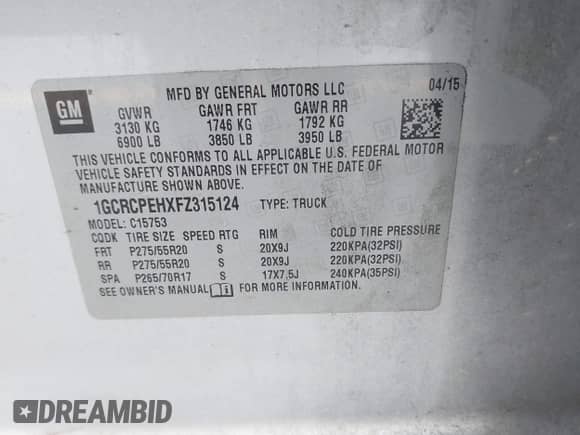 GM
MFD BY GENERAL MOTORS LLC 04/15
GVWR GAWR FRT GAWR RR
3130 KG 1746 KG 1792 KG
6900 LB 3850 LB 3950 LB
THIS VEHICLE CONFORMS TO ALL APPLICABLE U.S. FEDERAL MOTOR
VEHICLE SAFETY STANDARDS IN EFFECT ON THE DATE OF
MANUFACTURE SHOWN ABOVE.
1GCRCPEHXFZ315124 TYPE: TRUCK
MODEL: C15753
CQDK TIRE SIZE SPEED RTG RIM COLD TIRE PRESSURE
FRT P275/55R20 S 20X9J 220KPA(32PSI)
RR P275/55R20 S 20X9J 220KPA(32PSI)
SPA P265/70R17 S 17X7.5J 240KPA(35PSI)
SEE OWNER'S MANUAL FOR MORE INFORMATION.
DREAMBID